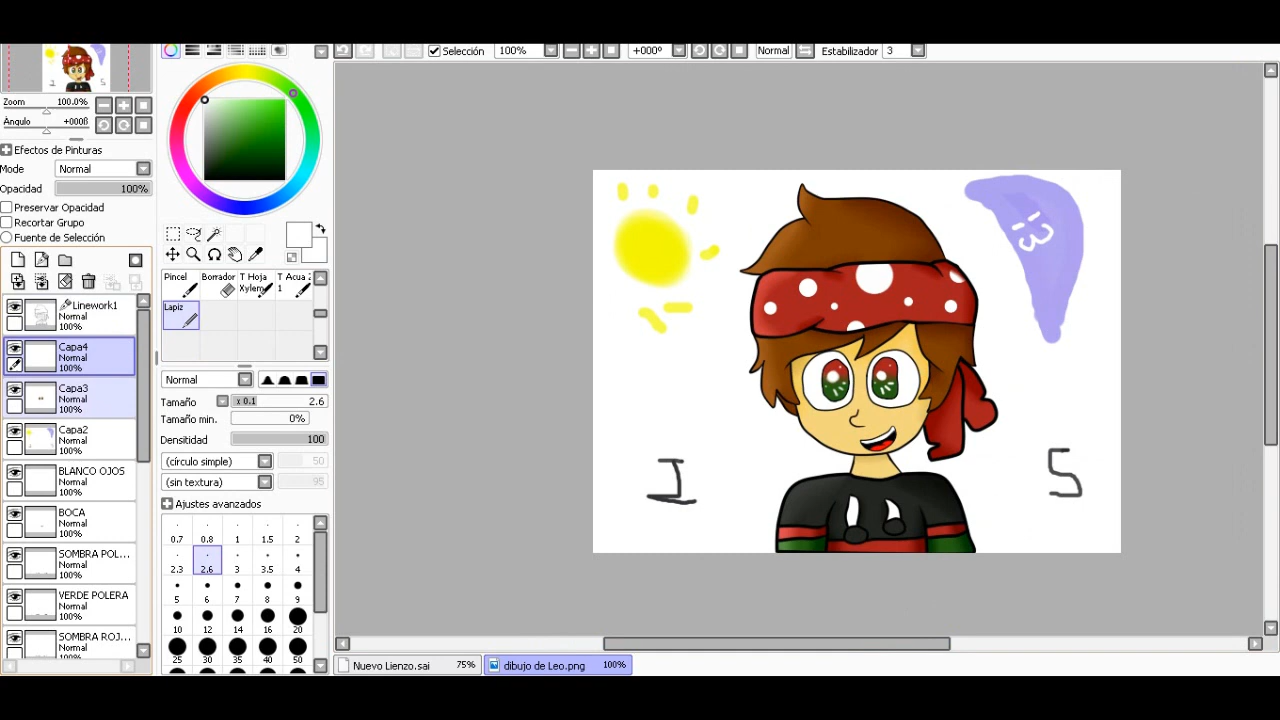 Selección 100% +000º Normal Estabilizador 3
Zoom 100.0%
Ángulo +000ß
Efectos de Pinturas
Mode Normal
Opacidad 100%
Preservar Opacidad
Recortar Grupo
Fuente de Selección
Linework1
Normal
100%
Capa4
Normal
100%
Capa3
Normal
100%
Capa2
Normal
100%
BLANCO OJOS
Normal
100%
BOCA
Normal
100%
SOMBRA POL...
Normal
100%
VERDE POLERA
Normal
100%
SOMBRA ROJ...
Normal
Pincel Borrador T Hoja Xylem T Acua 2 1
Lapiz
Normal
Tamaño x 0.1 2.6
Tamaño min. 0%
Densitidad 100
(círculo simple) 50
(sin textura) 95
Ajustes avanzados
0.7 0.8 1 1.5 2
2.3 2.6 3 3.5 4
5 6 7 8 9
10 12 14 16 20
25 30 35 40 50
I S
Nuevo Lienzo.sai 75% dibujo de Leo.png 100%